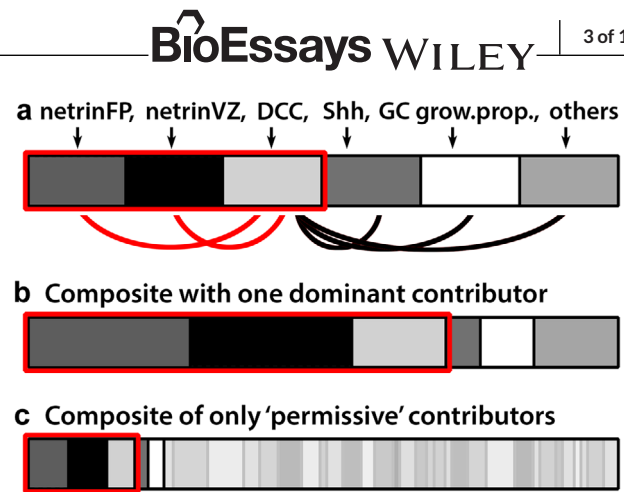 BioEssays WILEY 3 of 1
a netrinFP, netrinVZ, DCC, Shh, GC grow.prop., others
b Composite with one dominant contributor
c Composite of only 'permissive' contributors